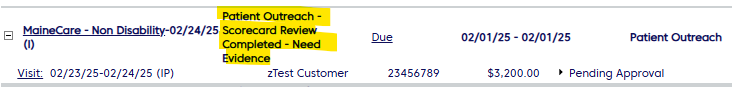 Patient Outreach -
MaineCare - Non Disability-02/24/25 Scorecard Review Due 02/01/25 - 02/01/25 Patient Outreach
(I) Completed - Need
Evidence
Visit: 02/23/25-02/24/25 (IP) zTest Customer 23456789 $3,200.00 Pending Approval